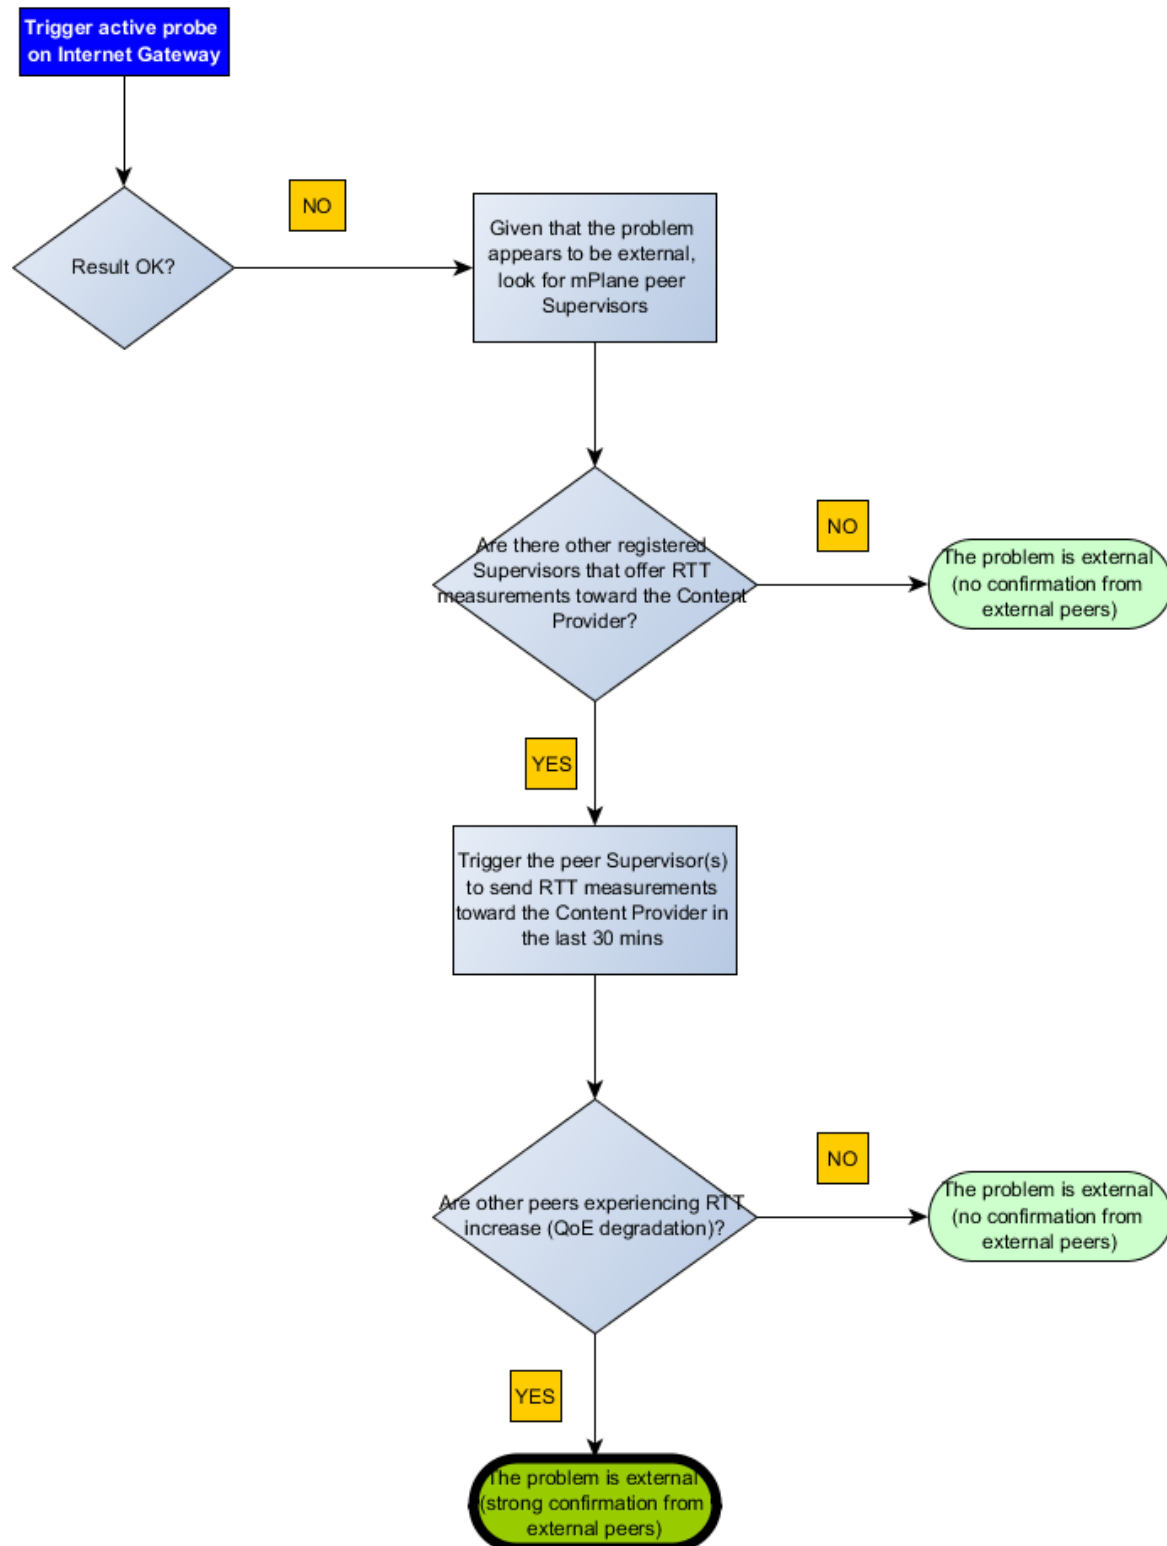 Trigger active probe
on Internet Gateway
Result OK?
NO
Given that the problem
appears to be external,
look for mPlane peer
Supervisors
Are there other registered
Supervisors that offer RTT
measurements toward the Content
Provider?
NO
The problem is external
(no confirmation from
external peers)
YES
Trigger the peer Supervisor(s)
to send RTT measurements
toward the Content Provider in
the last 30 mins
Are other peers experiencing RTT
increase (QoE degradation)?
NO
The problem is external
(no confirmation from
external peers)
YES
The problem is external
(strong confirmation from
external peers)